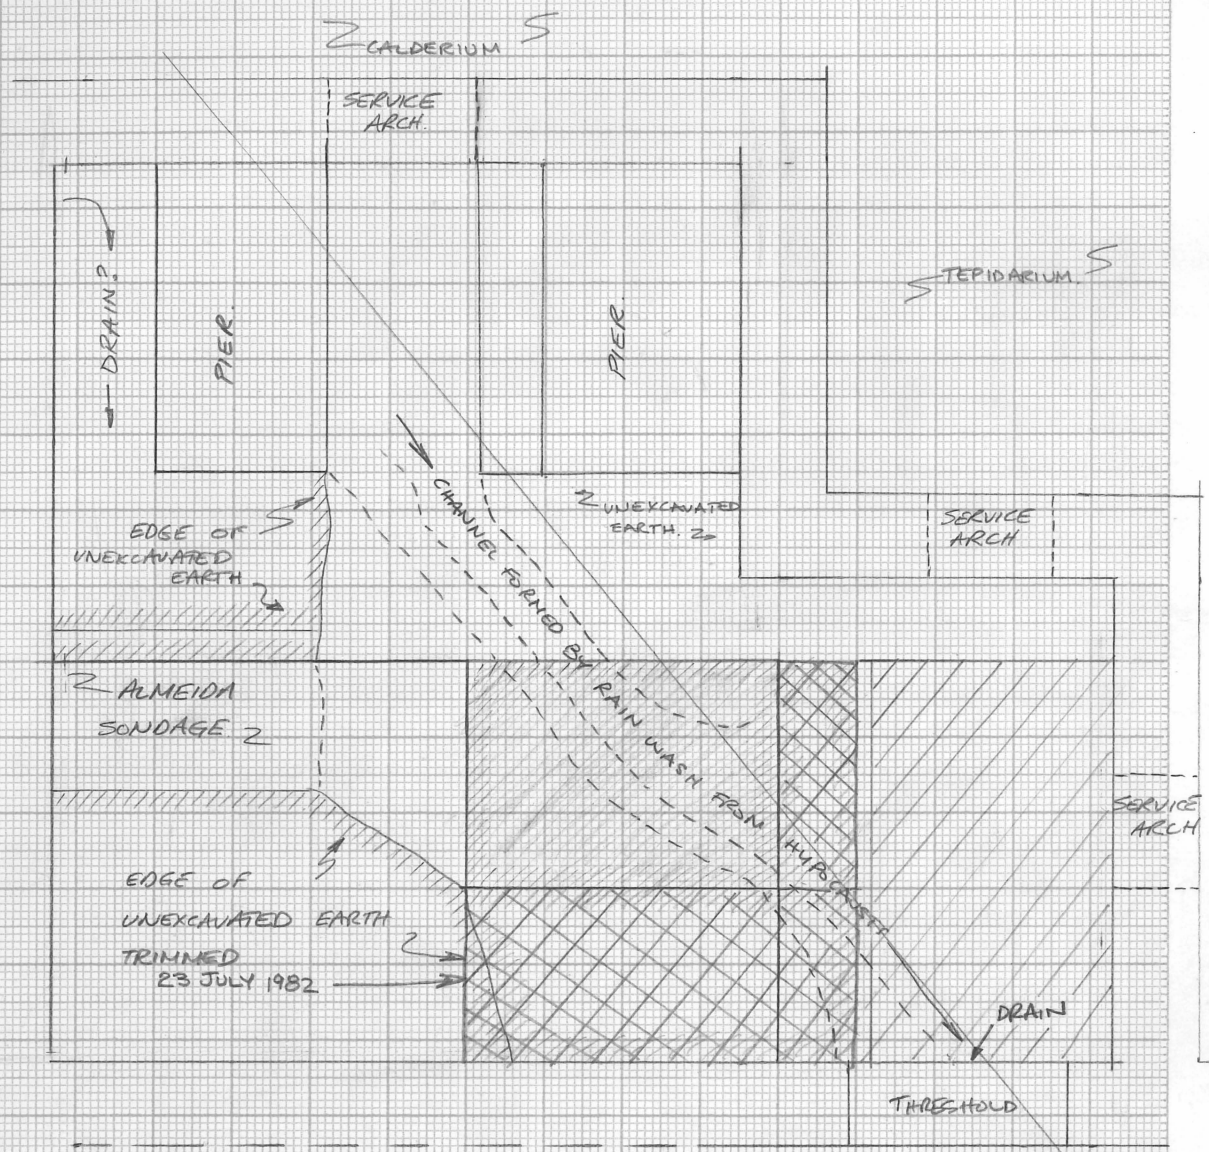 CALDERIUM
SERVICE
ARCH.
DRAIN?
PIER.
PIER.
TEPIDARIUM.
UNEXCAVATED
EARTH.
SERVICE
ARCH
EDGE OF
UNEXCAVATED
EARTH
CHANNEL FORMED BY RAIN WASH FROM HYPOCAUSTS
ALMEIDA
SONDAGE
SERVICE
ARCH
EDGE OF
UNEXCAVATED EARTH
TRIMMED
23 JULY 1982
DRAIN
THRESHOLD